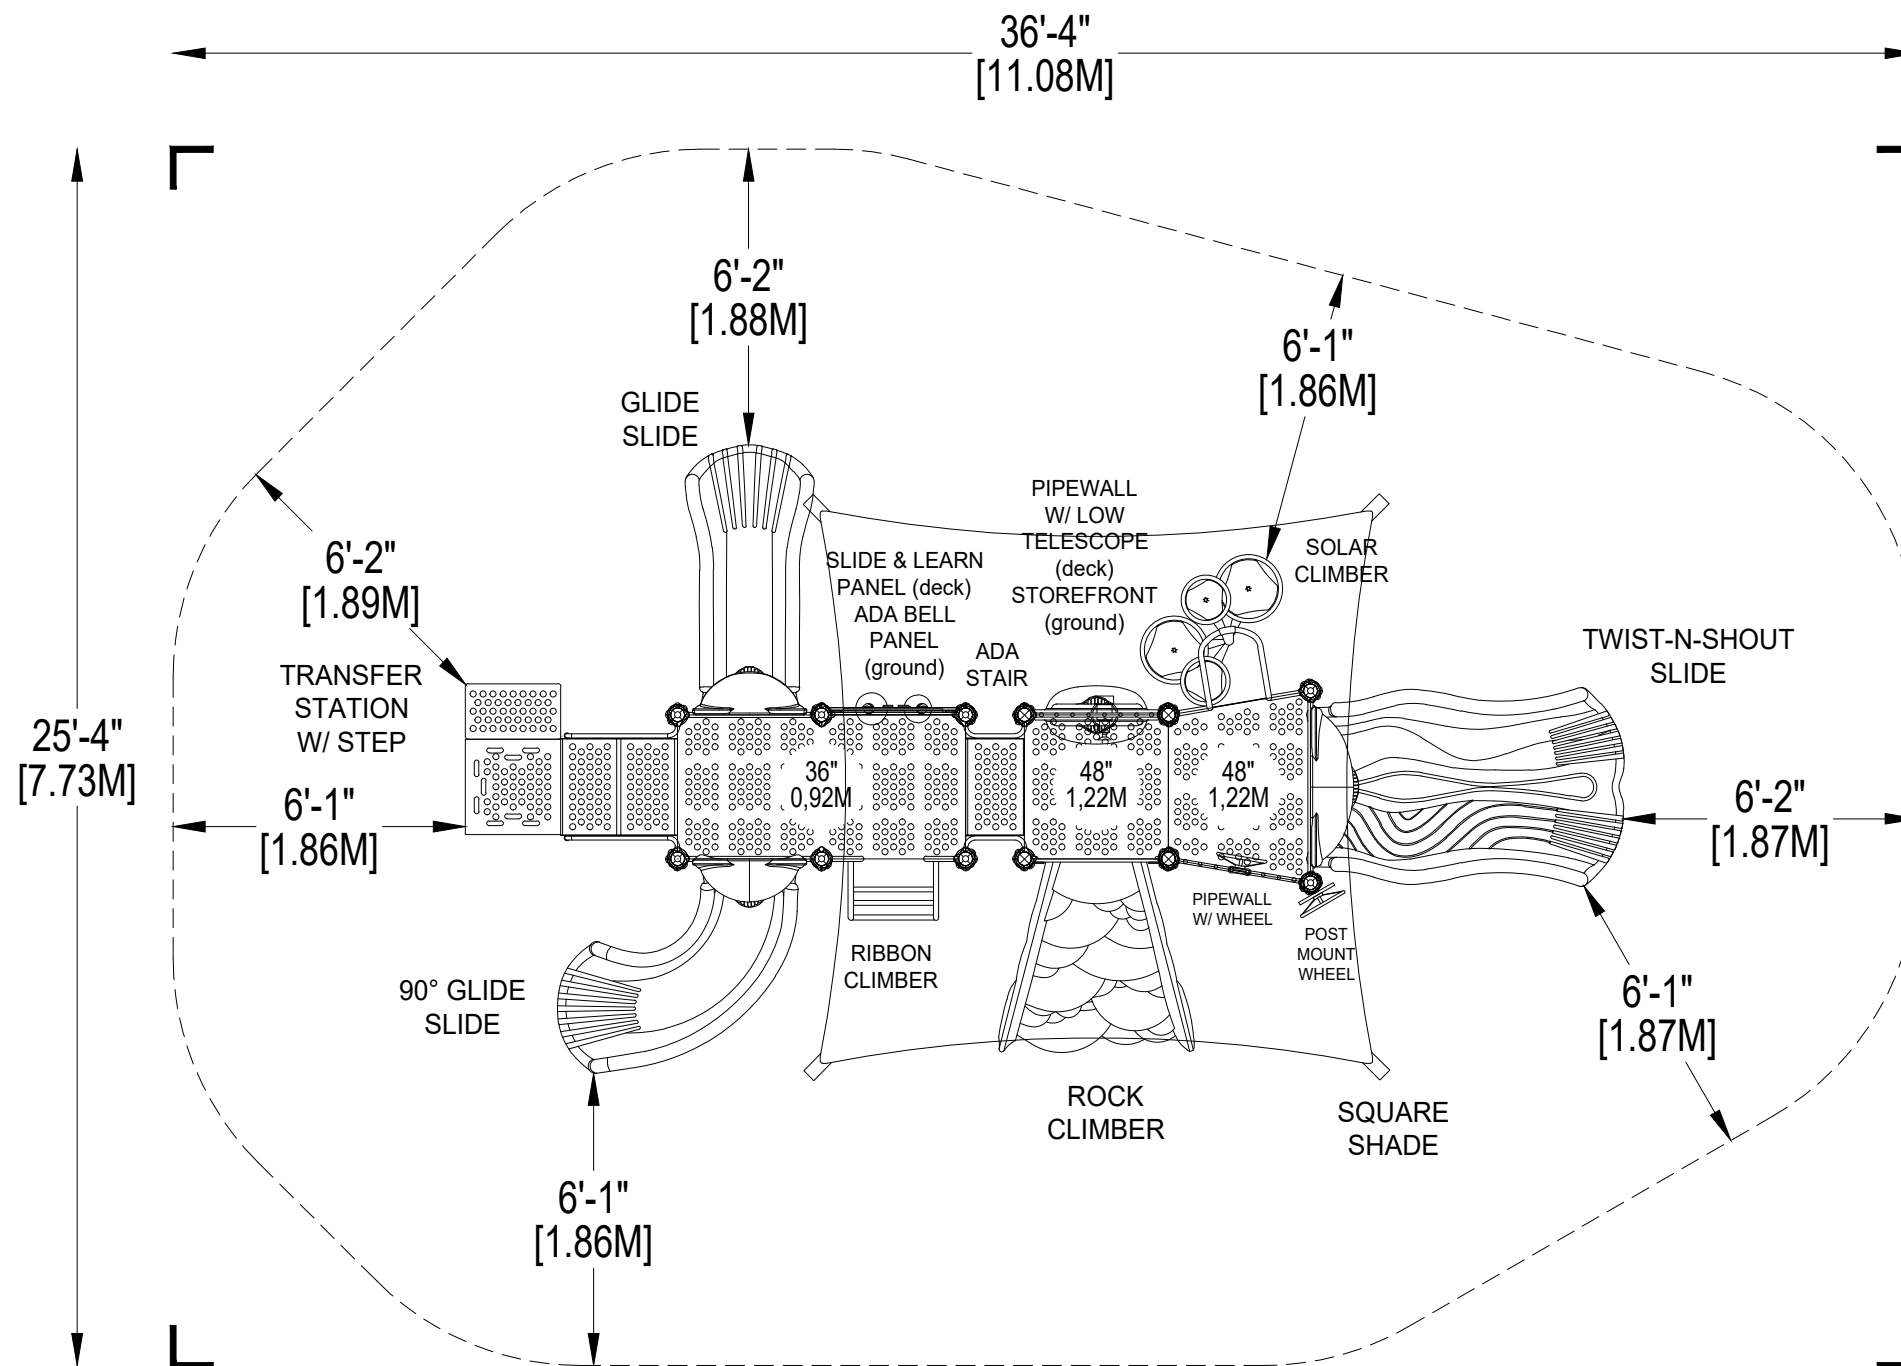 36'-4"
[11.08M]
6'-2"
[1.88M]
6'-1"
[1.86M]
GLIDE
SLIDE
PIPEWALL
W/ LOW
TELESCOPE
(deck)
STOREFRONT
(ground)
SOLAR
CLIMBER
6'-2"
[1.89M]
SLIDE & LEARN
PANEL (deck)
ADA BELL
PANEL
(ground)
ADA
STAIR
TWIST-N-SHOUT
SLIDE
TRANSFER
STATION
W/ STEP
25'-4"
[7.73M]
36"
0,92M
48"
1,22M
48"
1,22M
6'-1"
[1.86M]
6'-2"
[1.87M]
PIPEWALL
W/ WHEEL
POST
MOUNT
WHEEL
RIBBON
CLIMBER
90° GLIDE
SLIDE
6'-1"
[1.87M]
ROCK
CLIMBER
SQUARE
SHADE
6'-1"
[1.86M]